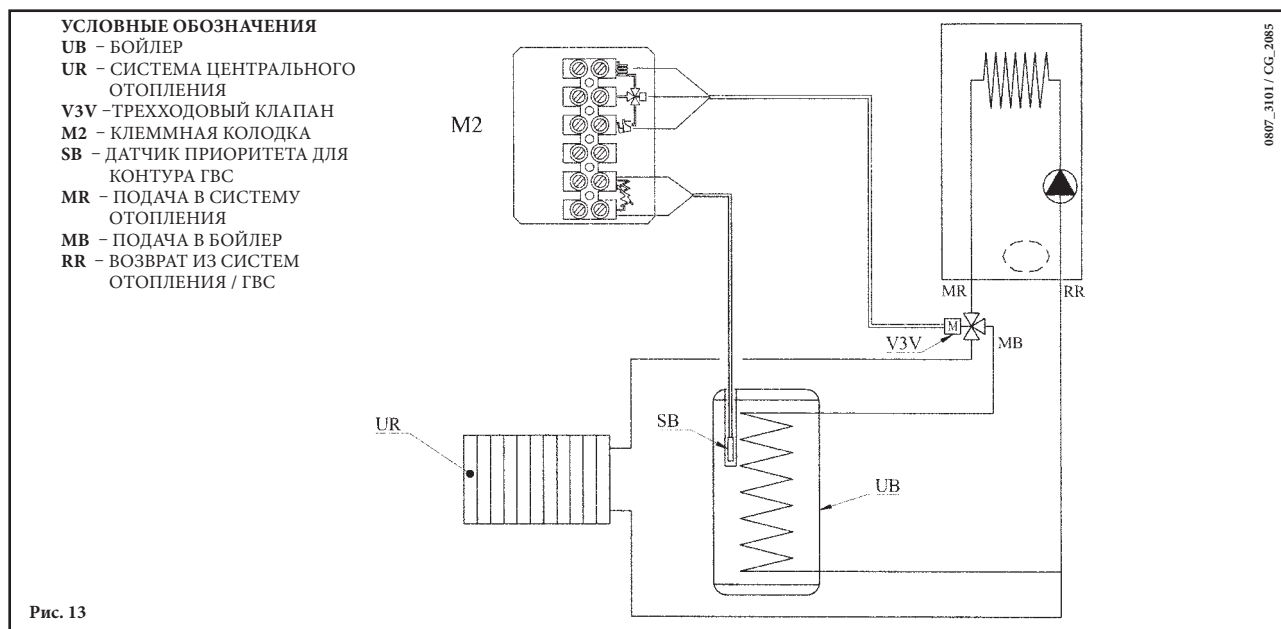 УСЛОВНЫЕ ОБОЗНАЧЕНИЯ
UB – БОЙЛЕР
UR – СИСТЕМА ЦЕНТРАЛЬНОГО
ОТОПЛЕНИЯ
V3V –ТРЕХХОДОВЫЙ КЛАПАН
M2 – КЛЕММНАЯ КОЛОДКА
SB – ДАТЧИК ПРИОРИТЕТА ДЛЯ
КОНТУРА ГВС
MR – ПОДАЧА В СИСТЕМУ
ОТОПЛЕНИЯ
MB – ПОДАЧА В БОЙЛЕР
RR – ВОЗВРАТ ИЗ СИСТЕМ
ОТОПЛЕНИЯ / ГВС
M2
0807_3101 / CG_2085
MR
RR
M
V3V
MB
UR
SB
UB
Рис. 13